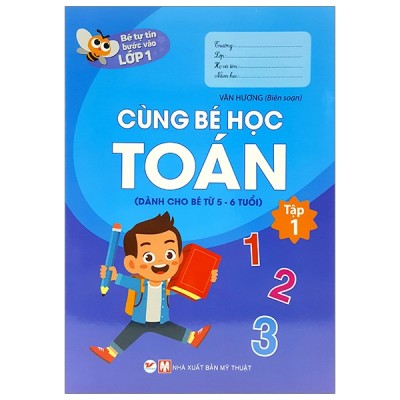 Bé tự tin
bước vào
LỚP 1
Trường:
Lớp:
Họ và tên:
Năm học:
VÂN HƯƠNG (Biên soạn)
CÙNG BÉ HỌC
TOÁN
(DÀNH CHO BÉ TỪ 5 - 6 TUỔI)
Tập
1
1
2
3
NHÀ XUẤT BẢN MỸ THUẬT